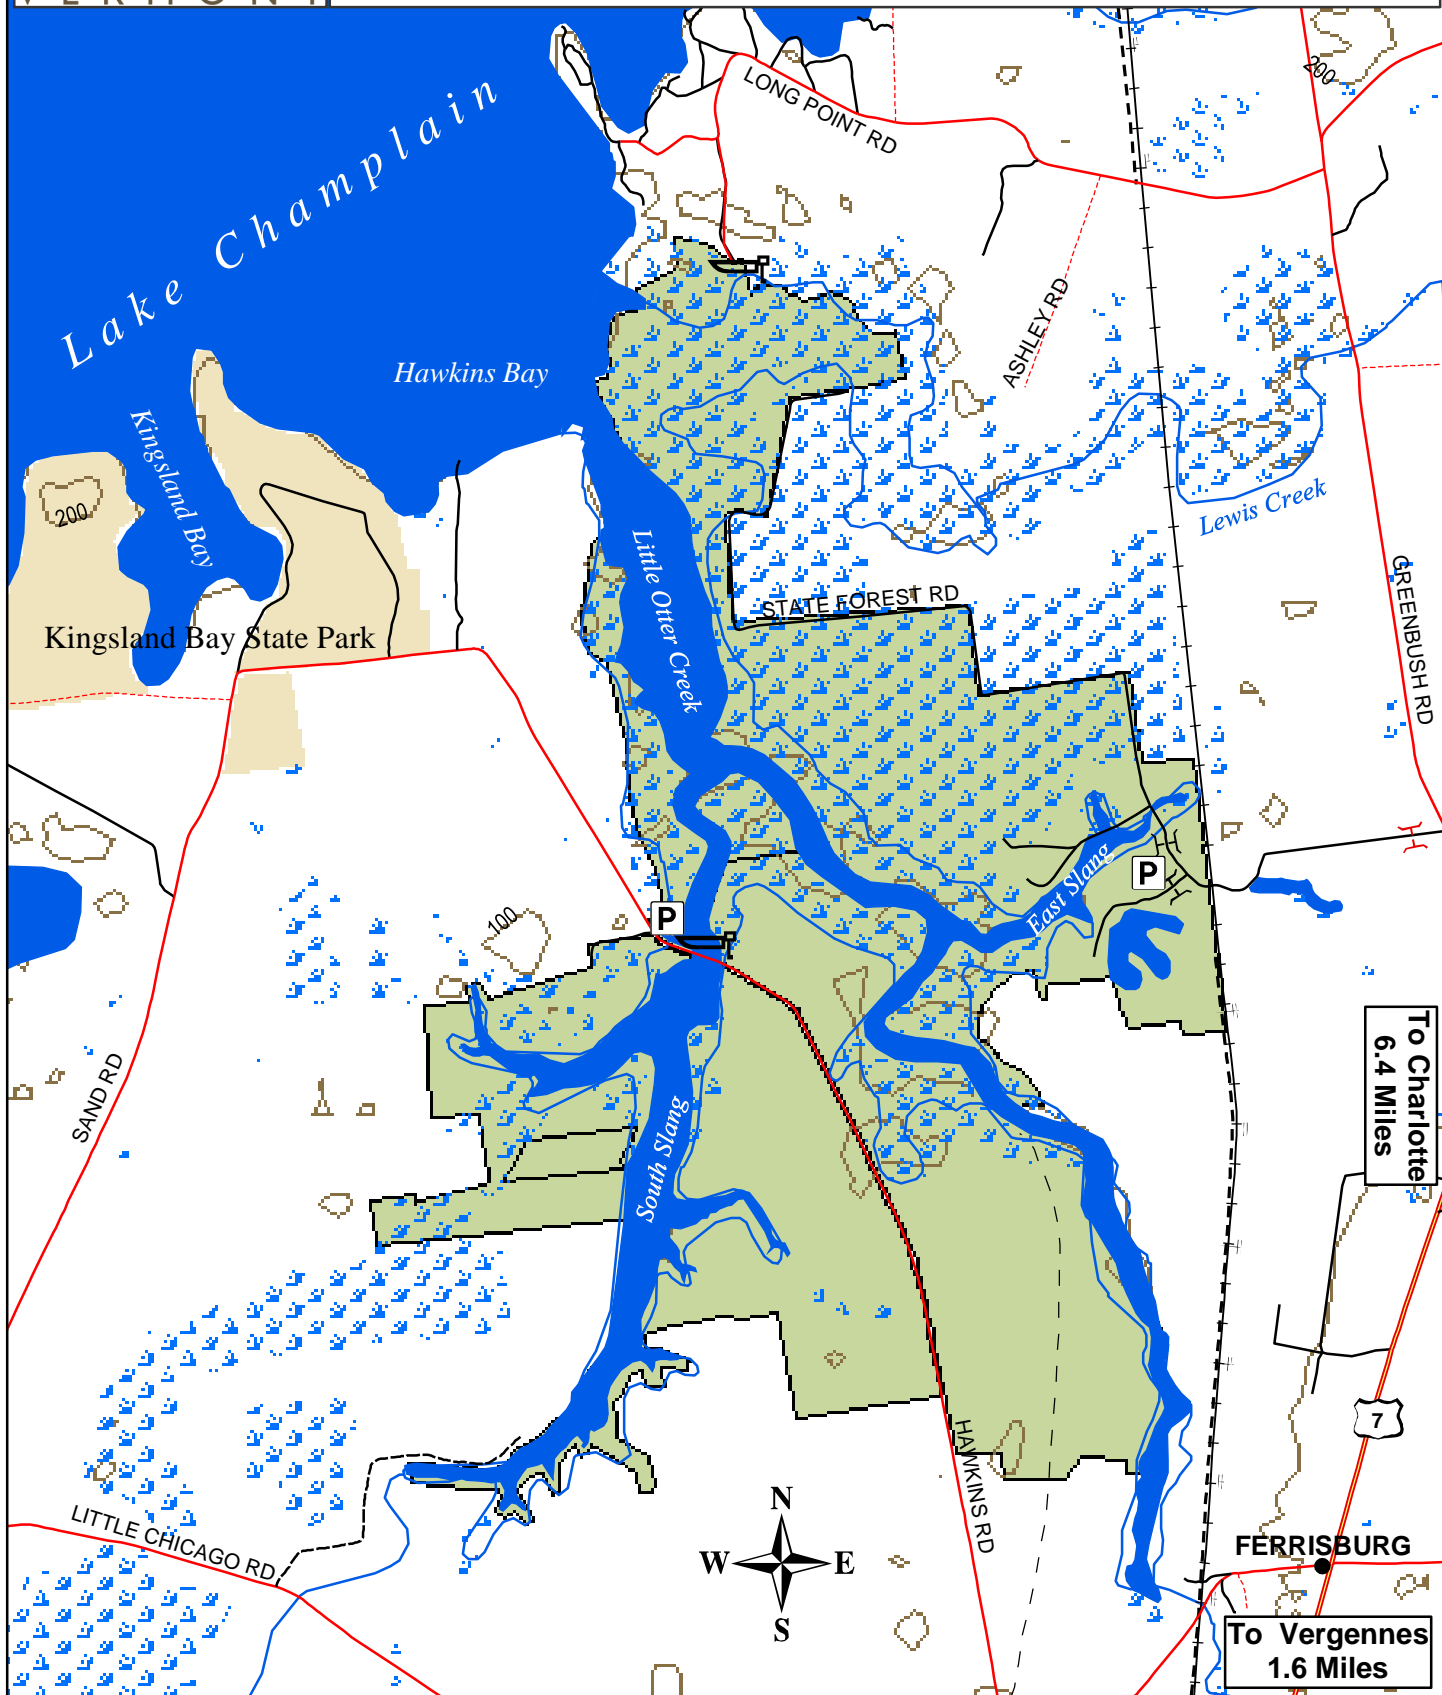 LONG POINT RD
200
Lake Champlain
ASHLEY RD
Hawkins Bay
Kingsland Bay
200
Lewis Creek
Little Otter Creek
STATE FOREST RD
GREENBUSH RD
Kingsland Bay State Park
East Slang
P
P
100
To Charlotte
6.4 Miles
SAND RD
South Slang
7
HAWKINS RD
LITTLE CHICAGO RD
N
W
E
S
FERRISBURG
To Vergennes
1.6 Miles